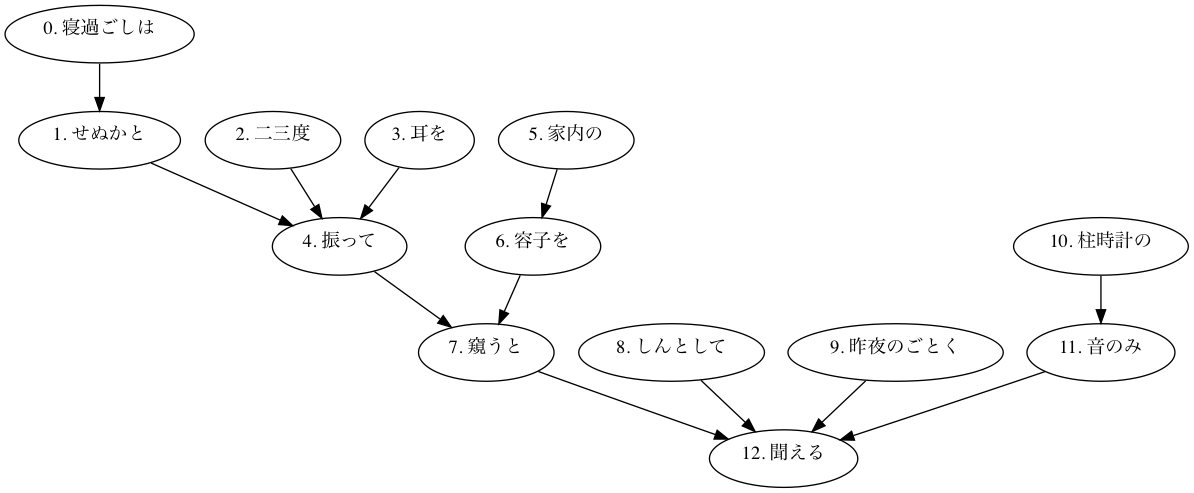 0. 寝過ごしは
1. せぬかと
2. 二三度
3. 耳を
5. 家内の
4. 振って
6. 容子を
10. 柱時計の
7. 窺うと
8. しんとして
9. 昨夜のごとく
11. 音のみ
12. 聞える